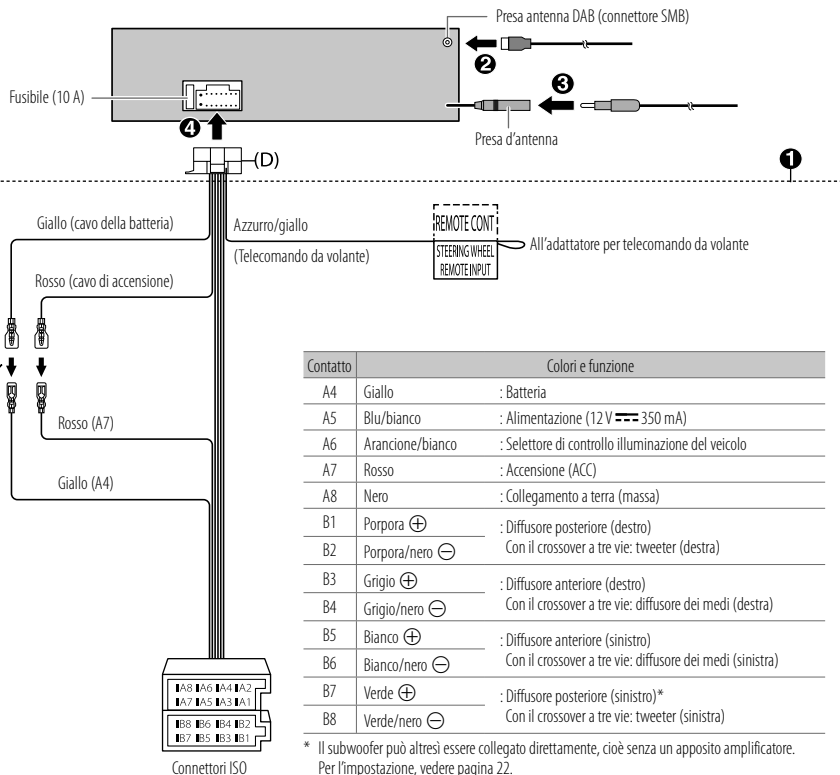 Presa antenna DAB (connettore SMB)
❷
❸
Fusibile (10 A)
Presa d'antenna
❹
(D)
❶
Giallo (cavo della batteria)
Azzurro/giallo
(Telecomando da volante)
REMOTE CONT
STEERING WHEEL
REMOTE INPUT
All'adattatore per telecomando da volante
Rosso (cavo di accensione)
Rosso (A7)
Giallo (A4)
Contatto Colori e funzione
A4 Giallo : Batteria
A5 Blu/bianco : Alimentazione (12 V ⎓ 350 mA)
A6 Arancione/bianco : Selettore di controllo illuminazione del veicolo
A7 Rosso : Accensione (ACC)
A8 Nero : Collegamento a terra (massa)
B1 Porpora ⊕ : Diffusore posteriore (destro)
B2 Porpora/nero ⊖ Con il crossover a tre vie: tweeter (destra)
B3 Grigio ⊕ : Diffusore anteriore (destro)
B4 Grigio/nero ⊖ Con il crossover a tre vie: diffusore dei medi (destra)
B5 Bianco ⊕ : Diffusore anteriore (sinistro)
B6 Bianco/nero ⊖ Con il crossover a tre vie: diffusore dei medi (sinistra)
B7 Verde ⊕ : Diffusore posteriore (sinistro)*
B8 Verde/nero ⊖ Con il crossover a tre vie: tweeter (sinistra)
* Il subwoofer può altresì essere collegato direttamente, cioè senza un apposito amplificatore.
Per l'impostazione, vedere pagina 22.
A8 A6 A4 A2
A7 A5 A3 A1
B8 B6 B4 B2
B7 B5 B3 B1
Connettori ISO